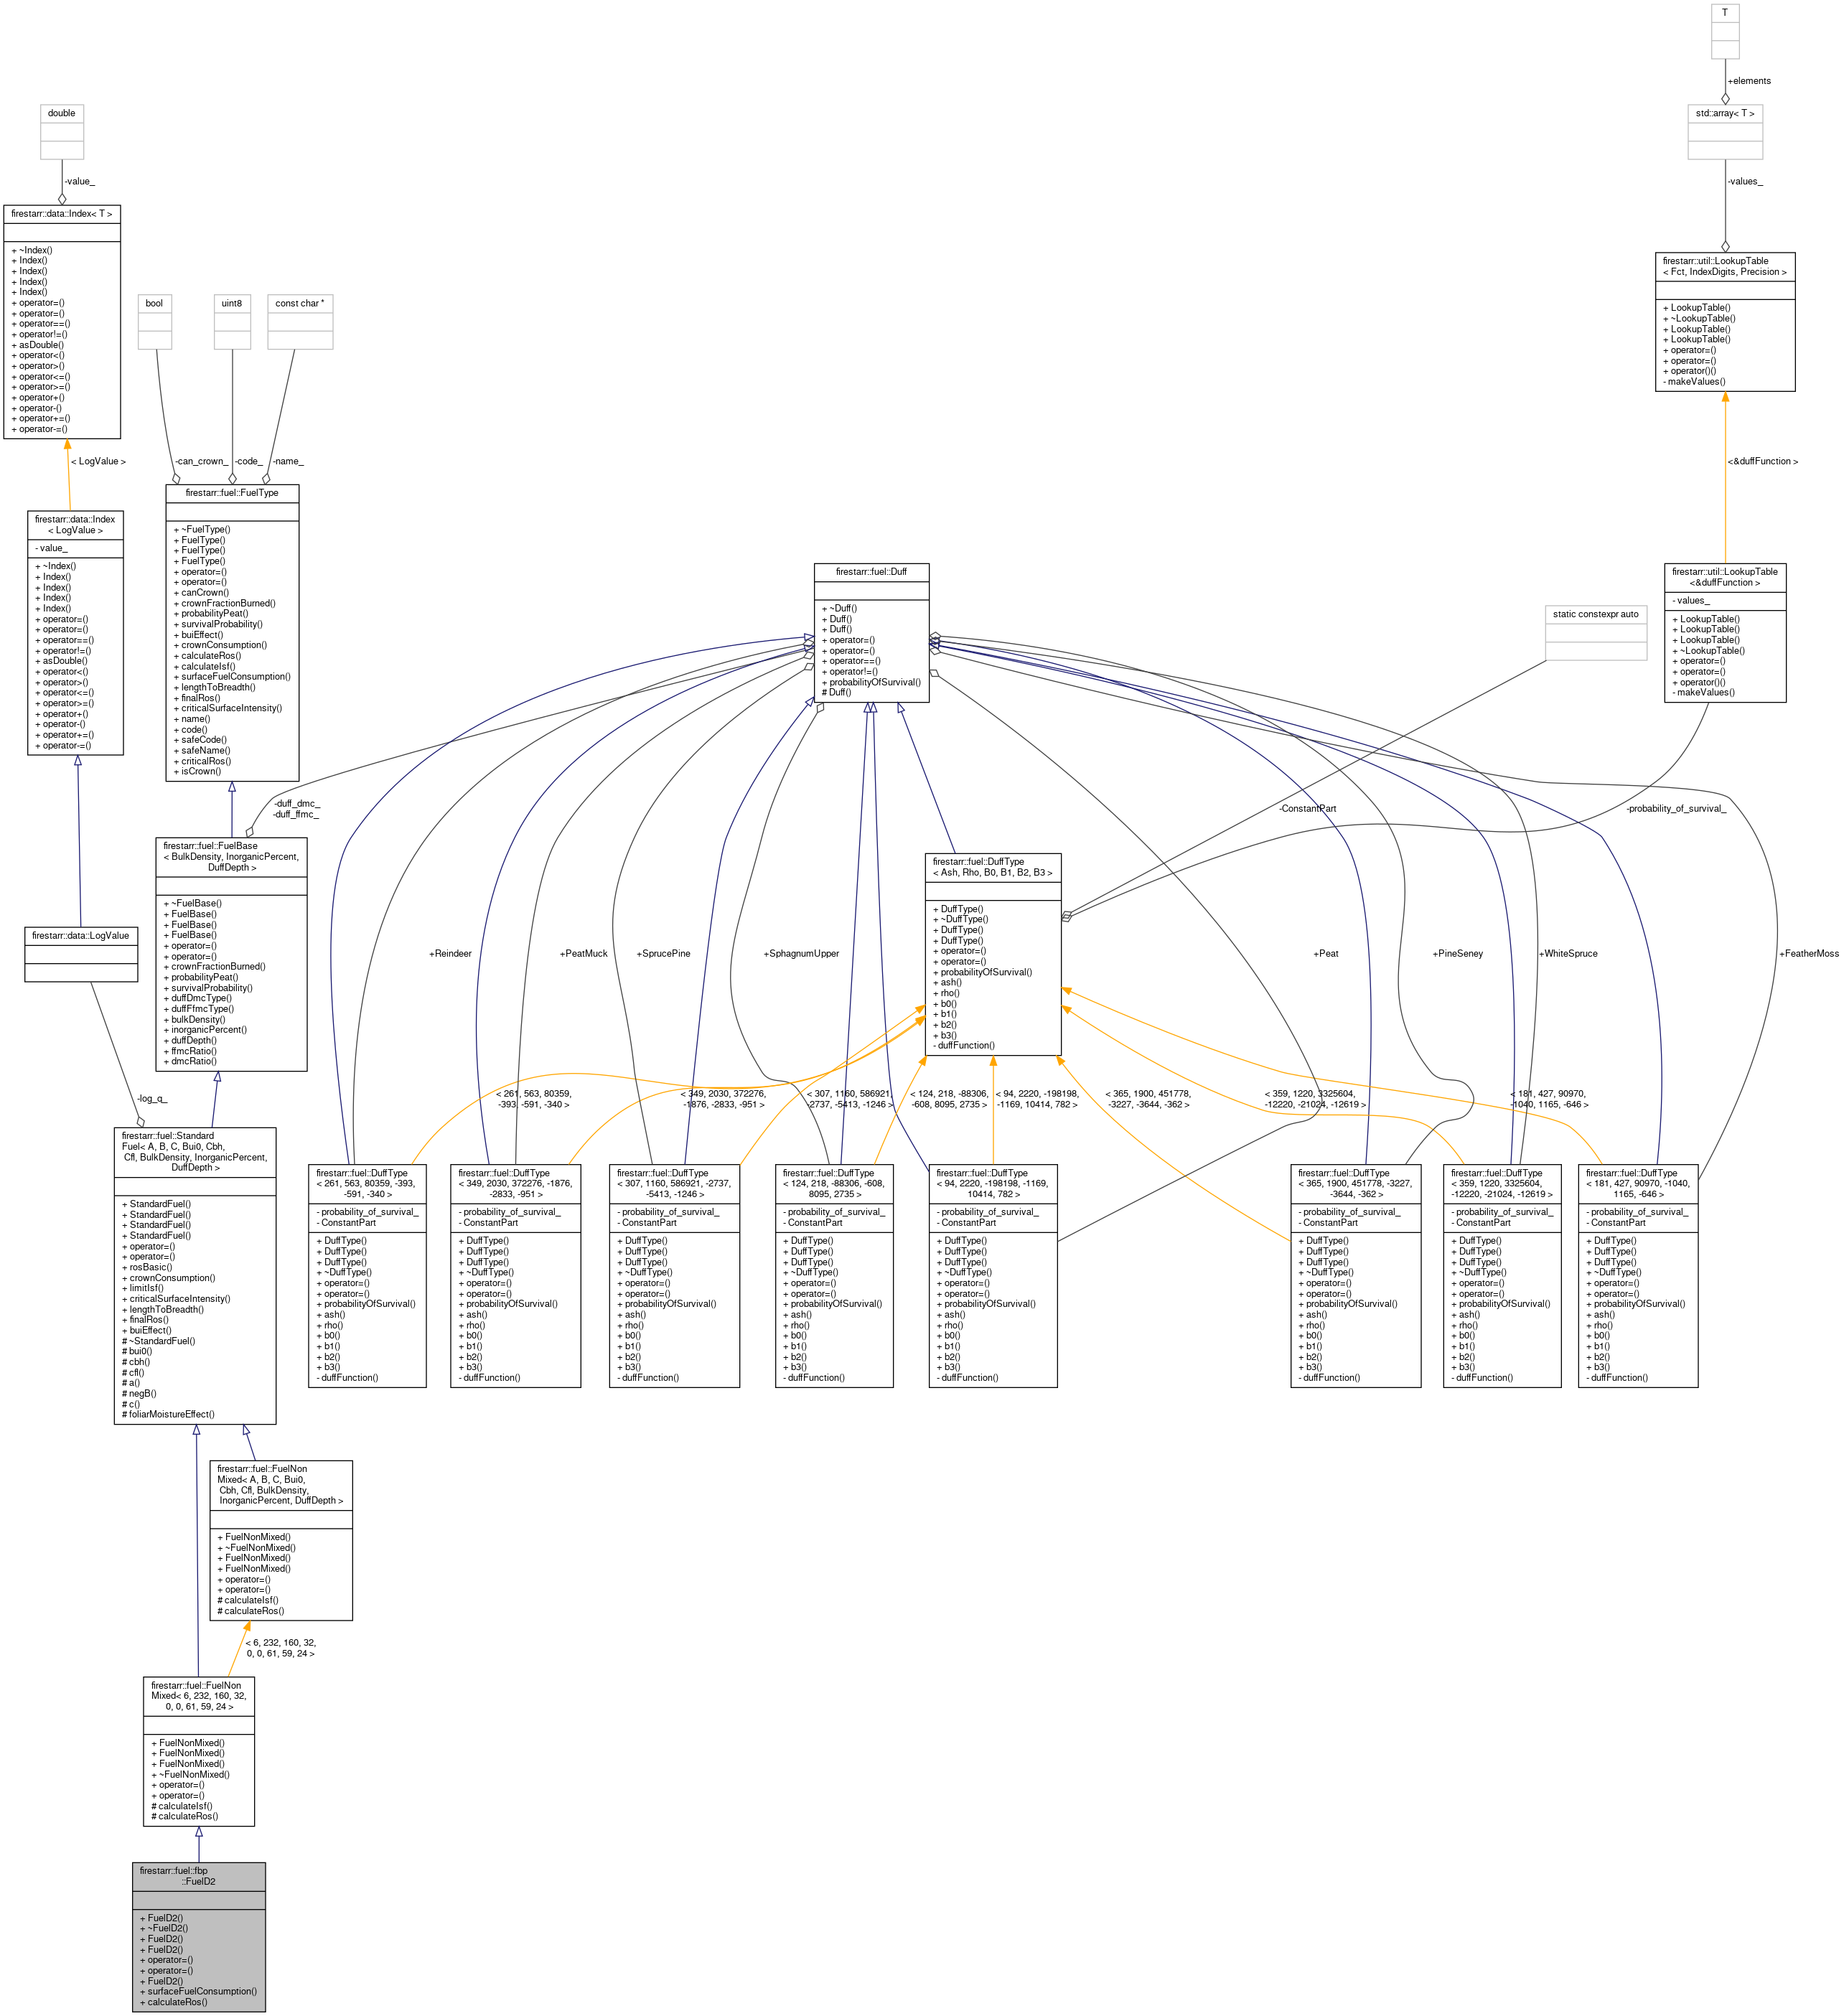 T
+elements
double
std::array< T >
-value_
-values_
firestarr::data::Index< T >
+ ~Index()
+ Index()
+ Index()
+ Index()
+ Index()
+ operator=()
+ operator=()
+ operator==()
+ operator!=()
+ asDouble()
+ operator<()
+ operator>()
+ operator<=()
+ operator>=()
+ operator+()
+ operator-()
+ operator+=()
+ operator-=()
firestarr::util::LookupTable
< Fct, IndexDigits, Precision >
+ LookupTable()
+ ~LookupTable()
+ LookupTable()
+ LookupTable()
+ operator=()
+ operator=()
+ operator()()
- makeValues()
bool
uint8
const char *
< LogValue >
-can_crown_
-code_
-name_
<&duffFunction >
firestarr::data::Index
< LogValue >
- value_
+ ~Index()
+ Index()
+ Index()
+ Index()
+ Index()
+ operator=()
+ operator=()
+ operator==()
+ operator!=()
+ asDouble()
+ operator<()
+ operator>()
+ operator<=()
+ operator>=()
+ operator+()
+ operator-()
+ operator+=()
+ operator-=()
firestarr::fuel::FuelType
+ ~FuelType()
+ FuelType()
+ FuelType()
+ FuelType()
+ operator=()
+ operator=()
+ canCrown()
+ crownFractionBurned()
+ probabilityPeat()
+ survivalProbability()
+ buiEffect()
+ crownConsumption()
+ calculateRos()
+ calculateIsf()
+ surfaceFuelConsumption()
+ lengthToBreadth()
+ finalRos()
+ criticalSurfaceIntensity()
+ name()
+ code()
+ safeCode()
+ safeName()
+ criticalRos()
+ isCrown()
firestarr::fuel::Duff
+ ~Duff()
+ Duff()
+ Duff()
+ operator=()
+ operator=()
+ operator==()
+ operator!=()
+ probabilityOfSurvival()
# Duff()
static constexpr auto
firestarr::util::LookupTable
<&duffFunction >
- values_
+ LookupTable()
+ LookupTable()
+ LookupTable()
+ ~LookupTable()
+ operator=()
+ operator=()
+ operator()()
- makeValues()
-duff_dmc_
-duff_ffmc_
-ConstantPart
-probability_of_survival_
firestarr::fuel::FuelBase
< BulkDensity, InorganicPercent,
DuffDepth >
+ ~FuelBase()
+ FuelBase()
+ FuelBase()
+ FuelBase()
+ operator=()
+ operator=()
+ crownFractionBurned()
+ probabilityPeat()
+ survivalProbability()
+ duffDmcType()
+ duffFfmcType()
+ bulkDensity()
+ inorganicPercent()
+ duffDepth()
+ ffmcRatio()
+ dmcRatio()
firestarr::fuel::DuffType
< Ash, Rho, B0, B1, B2, B3 >
+ DuffType()
+ ~DuffType()
+ DuffType()
+ DuffType()
+ operator=()
+ operator=()
+ probabilityOfSurvival()
+ ash()
+ rho()
+ b0()
+ b1()
+ b2()
+ b3()
- duffFunction()
firestarr::data::LogValue
+Reindeer
+PeatMuck
+SprucePine
+SphagnumUpper
+Peat
+PineSeney
+WhiteSpruce
+FeatherMoss
-log_q_
< 261, 563, 80359,
-393, -591, -340 >
< 349, 2030, 372276,
-1876, -2833, -951 >
< 307, 1160, 586921,
-2737, -5413, -1246 >
< 124, 218, -88306,
-608, 8095, 2735 >
< 94, 2220, -198198,
-1169, 10414, 782 >
< 365, 1900, 451778,
-3227, -3644, -362 >
< 359, 1220, 3325604,
-12220, -21024, -12619 >
< 181, 427, 90970,
-1040, 1165, -646 >
firestarr::fuel::Standard
Fuel< A, B, C, Bui0, Cbh,
Cfl, BulkDensity, InorganicPercent,
DuffDepth >
+ StandardFuel()
+ StandardFuel()
+ StandardFuel()
+ StandardFuel()
+ operator=()
+ operator=()
+ rosBasic()
+ crownConsumption()
+ limitIsf()
+ criticalSurfaceIntensity()
+ lengthToBreadth()
+ finalRos()
+ buiEffect()
# ~StandardFuel()
# bui0()
# cbh()
# cfl()
# a()
# negB()
# c()
# foliarMoistureEffect()
firestarr::fuel::DuffType
< 261, 563, 80359, -393,
-591, -340 >
- probability_of_survival_
- ConstantPart
+ DuffType()
+ DuffType()
+ DuffType()
+ ~DuffType()
+ operator=()
+ operator=()
+ probabilityOfSurvival()
+ ash()
+ rho()
+ b0()
+ b1()
+ b2()
+ b3()
- duffFunction()
firestarr::fuel::DuffType
< 349, 2030, 372276, -1876,
-2833, -951 >
- probability_of_survival_
- ConstantPart
+ DuffType()
+ DuffType()
+ DuffType()
+ ~DuffType()
+ operator=()
+ operator=()
+ probabilityOfSurvival()
+ ash()
+ rho()
+ b0()
+ b1()
+ b2()
+ b3()
- duffFunction()
firestarr::fuel::DuffType
< 307, 1160, 586921, -2737,
-5413, -1246 >
- probability_of_survival_
- ConstantPart
+ DuffType()
+ DuffType()
+ DuffType()
+ ~DuffType()
+ operator=()
+ operator=()
+ probabilityOfSurvival()
+ ash()
+ rho()
+ b0()
+ b1()
+ b2()
+ b3()
- duffFunction()
firestarr::fuel::DuffType
< 124, 218, -88306, -608,
8095, 2735 >
- probability_of_survival_
- ConstantPart
+ DuffType()
+ DuffType()
+ DuffType()
+ ~DuffType()
+ operator=()
+ operator=()
+ probabilityOfSurvival()
+ ash()
+ rho()
+ b0()
+ b1()
+ b2()
+ b3()
- duffFunction()
firestarr::fuel::DuffType
< 94, 2220, -198198, -1169,
10414, 782 >
- probability_of_survival_
- ConstantPart
+ DuffType()
+ DuffType()
+ DuffType()
+ ~DuffType()
+ operator=()
+ operator=()
+ probabilityOfSurvival()
+ ash()
+ rho()
+ b0()
+ b1()
+ b2()
+ b3()
- duffFunction()
firestarr::fuel::DuffType
< 365, 1900, 451778, -3227,
-3644, -362 >
- probability_of_survival_
- ConstantPart
+ DuffType()
+ DuffType()
+ DuffType()
+ ~DuffType()
+ operator=()
+ operator=()
+ probabilityOfSurvival()
+ ash()
+ rho()
+ b0()
+ b1()
+ b2()
+ b3()
- duffFunction()
firestarr::fuel::DuffType
< 359, 1220, 3325604,
-12220, -21024, -12619 >
- probability_of_survival_
- ConstantPart
+ DuffType()
+ DuffType()
+ DuffType()
+ ~DuffType()
+ operator=()
+ operator=()
+ probabilityOfSurvival()
+ ash()
+ rho()
+ b0()
+ b1()
+ b2()
+ b3()
- duffFunction()
firestarr::fuel::DuffType
< 181, 427, 90970, -1040,
1165, -646 >
- probability_of_survival_
- ConstantPart
+ DuffType()
+ DuffType()
+ DuffType()
+ ~DuffType()
+ operator=()
+ operator=()
+ probabilityOfSurvival()
+ ash()
+ rho()
+ b0()
+ b1()
+ b2()
+ b3()
- duffFunction()
firestarr::fuel::FuelNon
Mixed< A, B, C, Bui0,
Cbh, Cfl, BulkDensity,
InorganicPercent, DuffDepth >
+ FuelNonMixed()
+ ~FuelNonMixed()
+ FuelNonMixed()
+ FuelNonMixed()
+ operator=()
+ operator=()
# calculateIsf()
# calculateRos()
< 6, 232, 160, 32,
0, 0, 61, 59, 24 >
firestarr::fuel::FuelNon
Mixed< 6, 232, 160, 32,
0, 0, 61, 59, 24 >
+ FuelNonMixed()
+ FuelNonMixed()
+ FuelNonMixed()
+ ~FuelNonMixed()
+ operator=()
+ operator=()
# calculateIsf()
# calculateRos()
firestarr::fuel::fbp
::FuelD2
+ FuelD2()
+ ~FuelD2()
+ FuelD2()
+ FuelD2()
+ operator=()
+ operator=()
+ FuelD2()
+ surfaceFuelConsumption()
+ calculateRos()